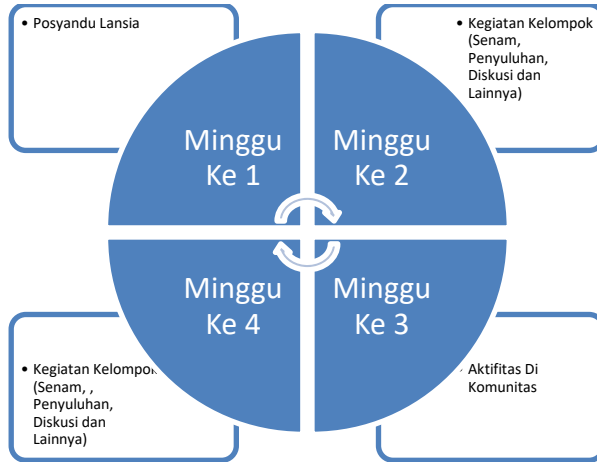 • Posyandu Lansia
• Kegiatan Kelompok
(Senam,
Penyuluhan,
Diskusi dan
Lainnya)
Minggu
Ke 1
Minggu
Ke 2
Minggu
Ke 4
Minggu
Ke 3
• Kegiatan Kelompok
(Senam, ,
Penyuluhan,
Diskusi dan
Lainnya)
Aktifitas Di
Komunitas